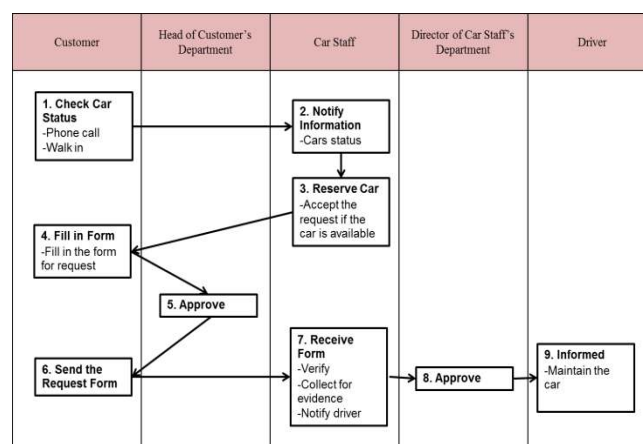 Customer
Head of Customer's
Department
Car Staff
Director of Car Staff's
Department
Driver
1. Check Car
Status
-Phone call
-Walk in
2. Notify
Information
-Cars status
3. Reserve Car
-Accept the
request if the
car is available
4. Fill in Form
-Fill in the form
for request
5. Approve
6. Send the
Request Form
7. Receive
Form
-Verify
-Collect for
evidence
-Notify driver
8. Approve
9. Informed
-Maintain the
car